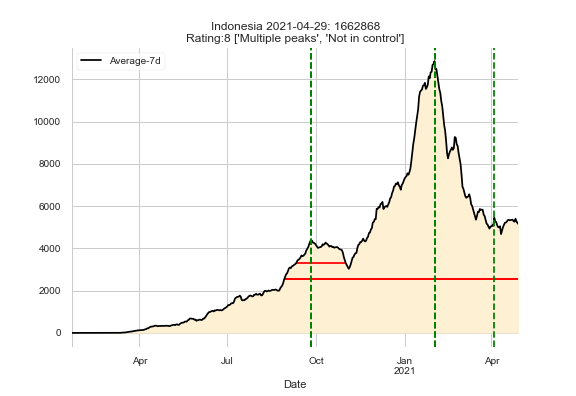 Indonesia 2021-04-29: 1662868
Rating:8 ['Multiple peaks', 'Not in control']
Average-7d
12000
10000
8000
6000
4000
2000
0
Apr
Jul
Oct
Jan
2021
Apr
Date